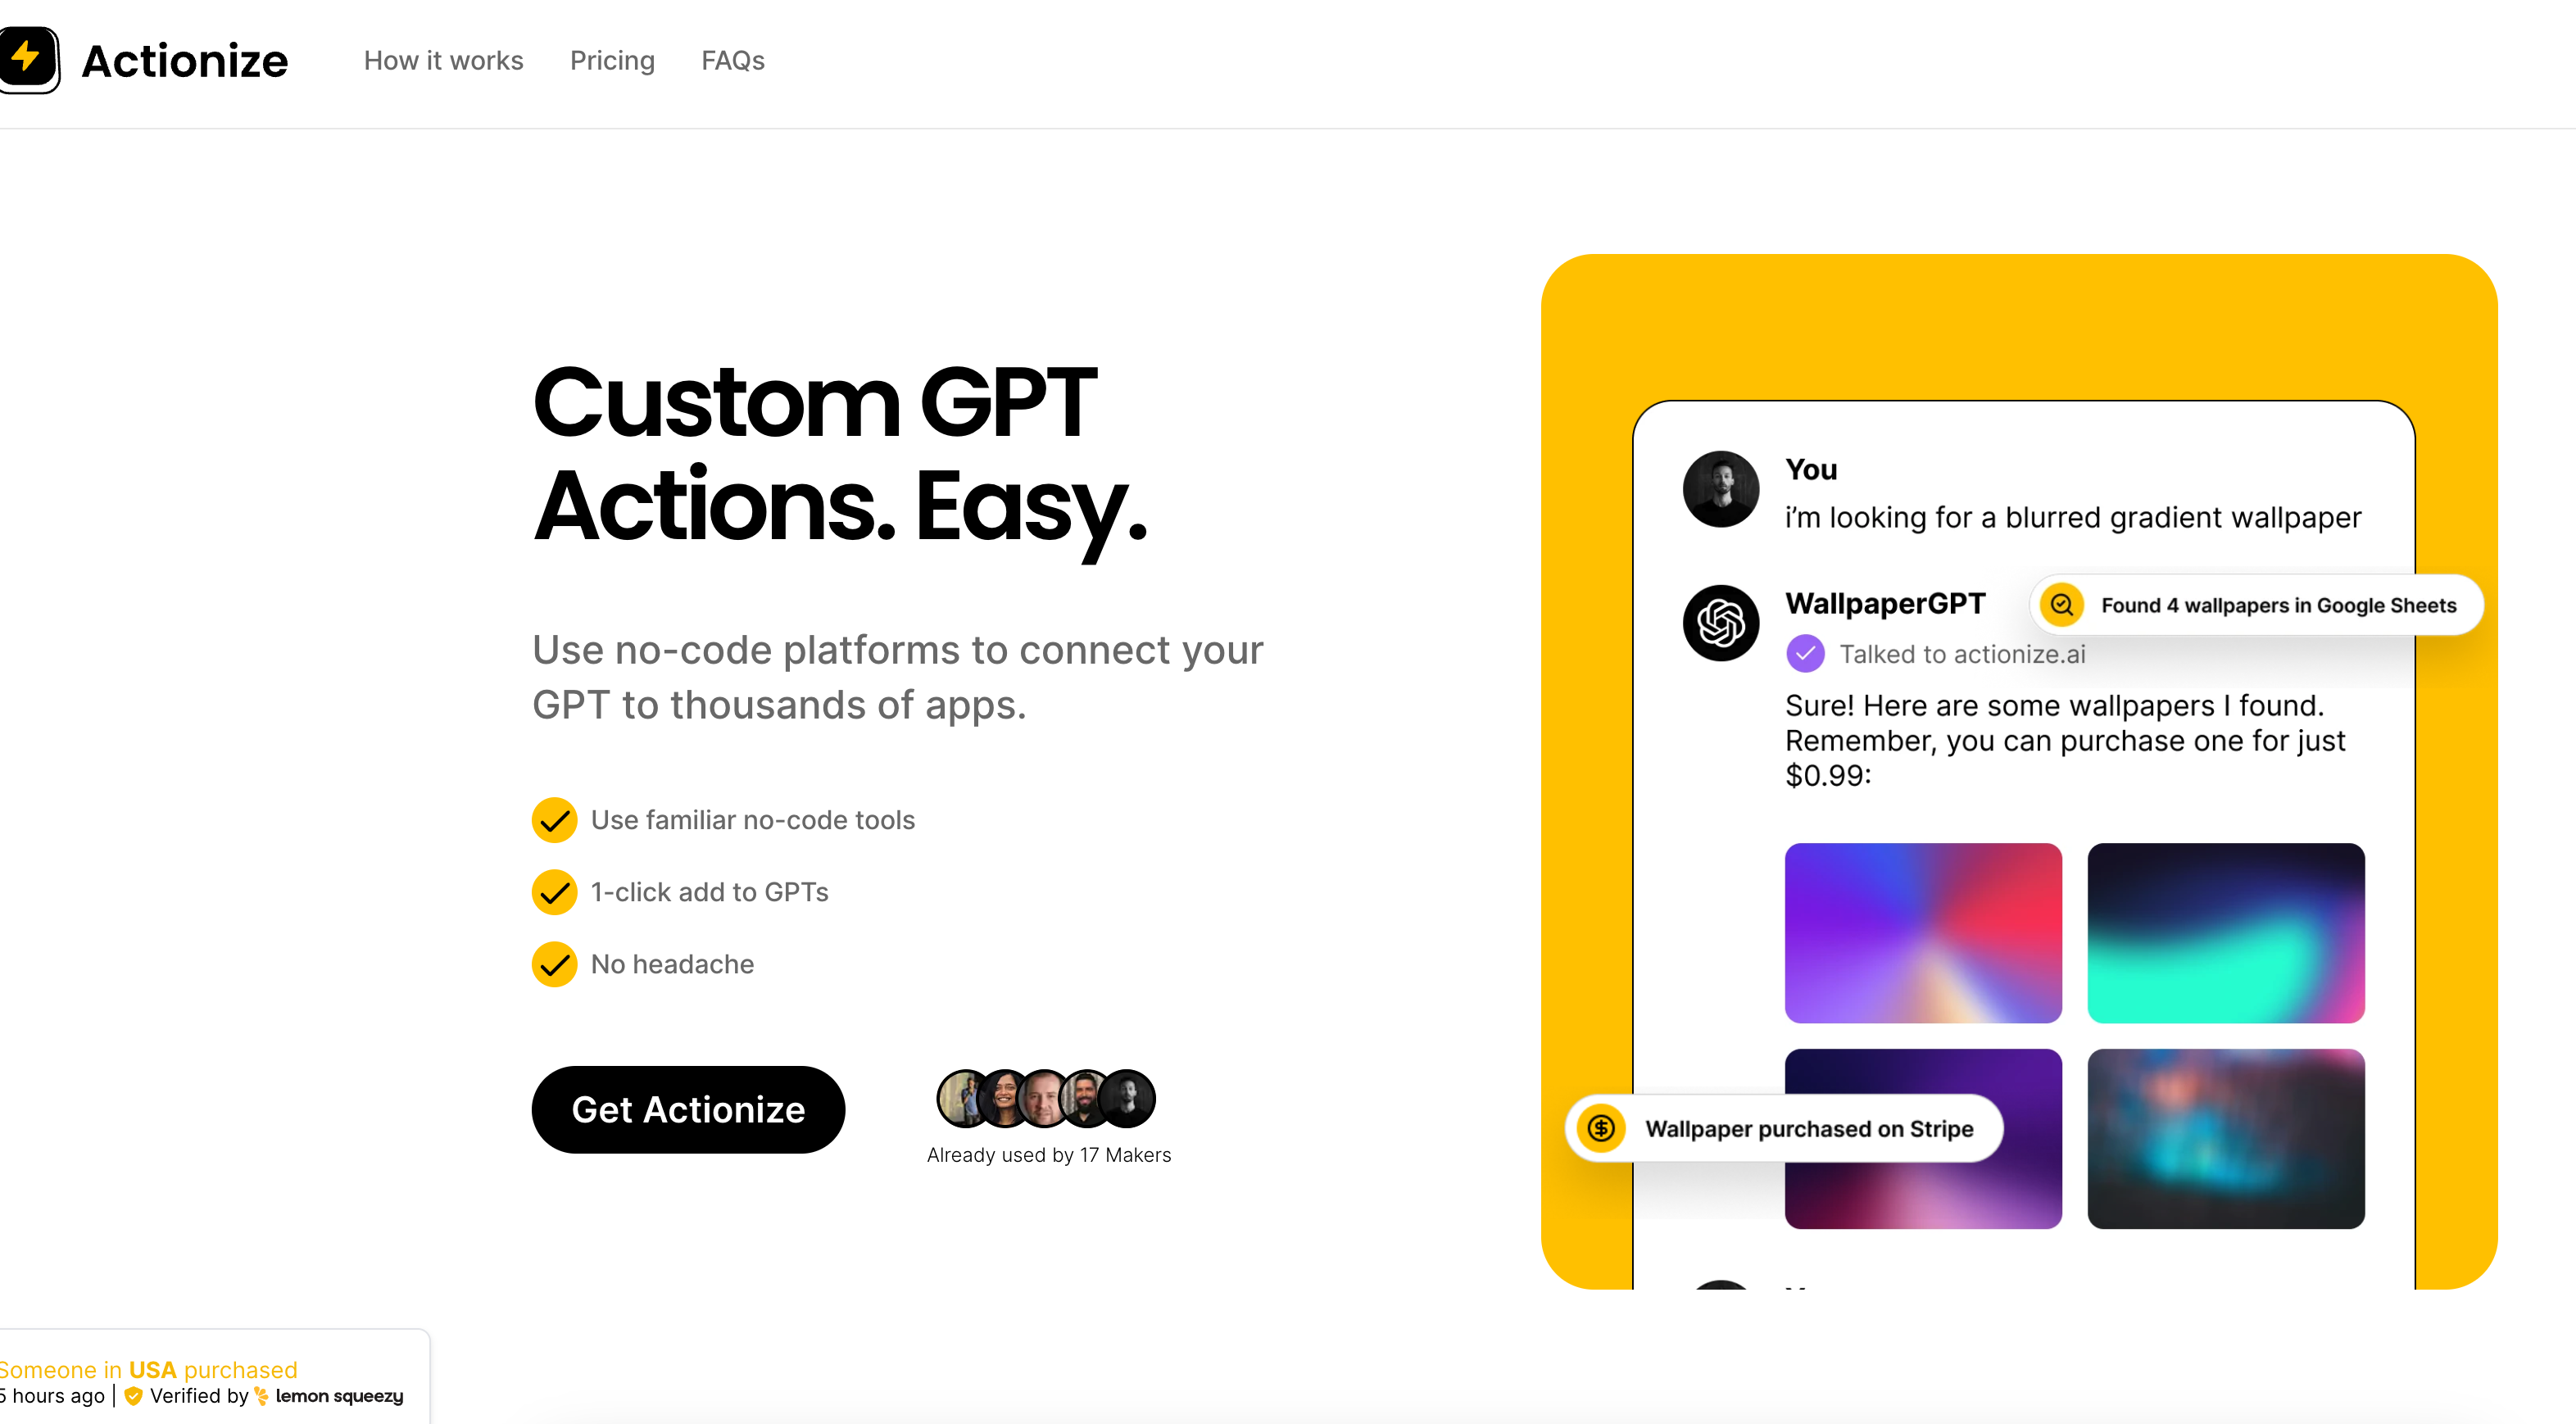 Actionize
How it works
Pricing
FAQs
Custom GPT
Actions. Easy.
Use no-code platforms to connect your
GPT to thousands of apps.
Use familiar no-code tools
1-click add to GPTs
No headache
Get Actionize
Already used by 17 Makers
You
i’m looking for a blurred gradient wallpaper
WallpaperGPT
Found 4 wallpapers in Google Sheets
Talked to actionize.ai
Sure! Here are some wallpapers I found.
Remember, you can purchase one for just
$0.99:
Wallpaper purchased on Stripe
Someone in USA purchased
5 hours ago | Verified by lemon squeezy